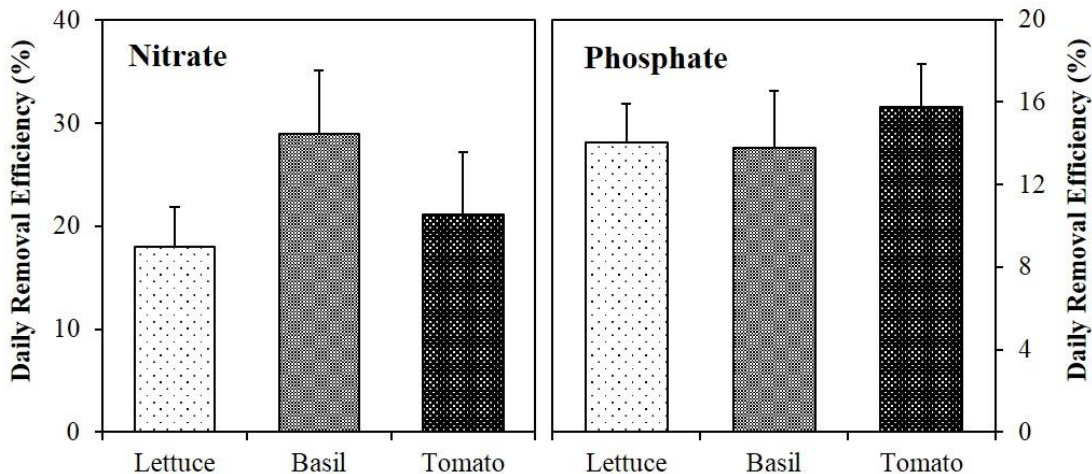 Daily Removal Efficiency (%)
40
30
20
10
0
Nitrate
Lettuce Basil Tomato
Phosphate
Lettuce Basil Tomato
20
16
12
8
4
0
Daily Removal Efficiency (%)